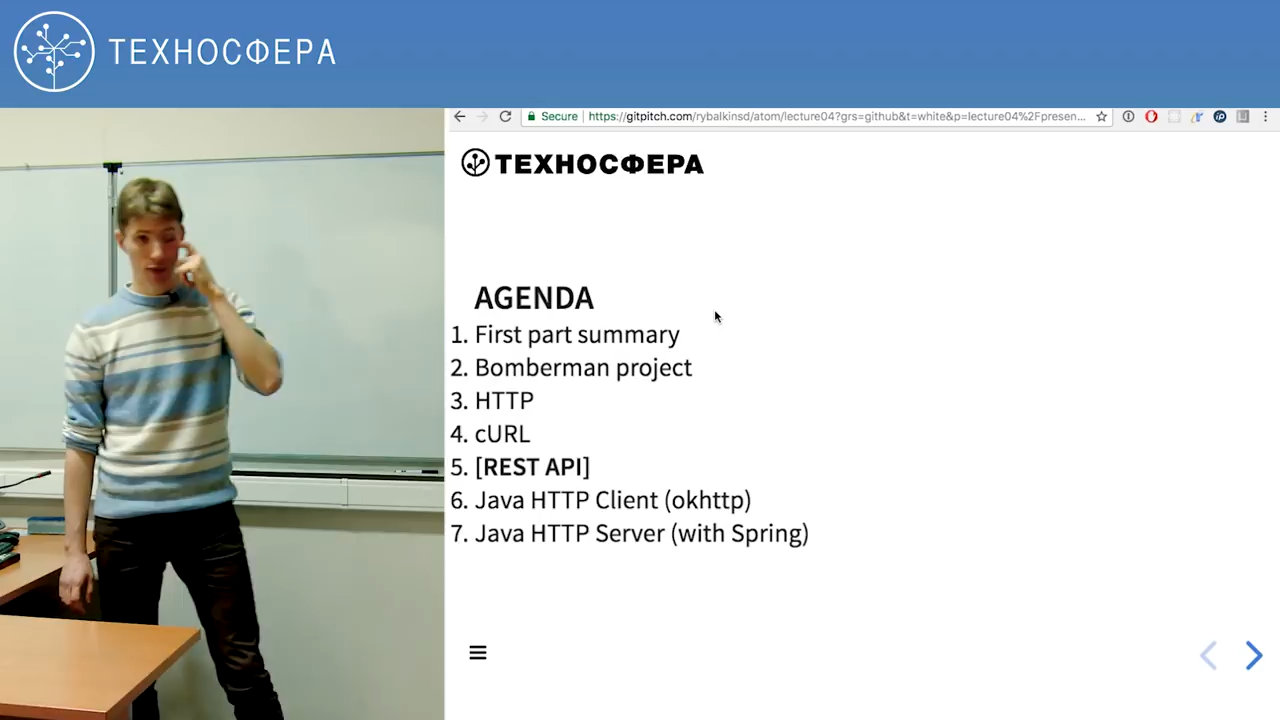 ТЕХНОСФЕРА
Secure
https://gitpitch.com/rybalkinsd/atom/lecture04?grs=github&t=white&p=lecture04%2Fpresen...
ТЕХНОСФЕРА
AGENDA
1. First part summary
2. Bomberman project
3. HTTP
4. cURL
5. [REST API]
6. Java HTTP Client (okhttp)
7. Java HTTP Server (with Spring)